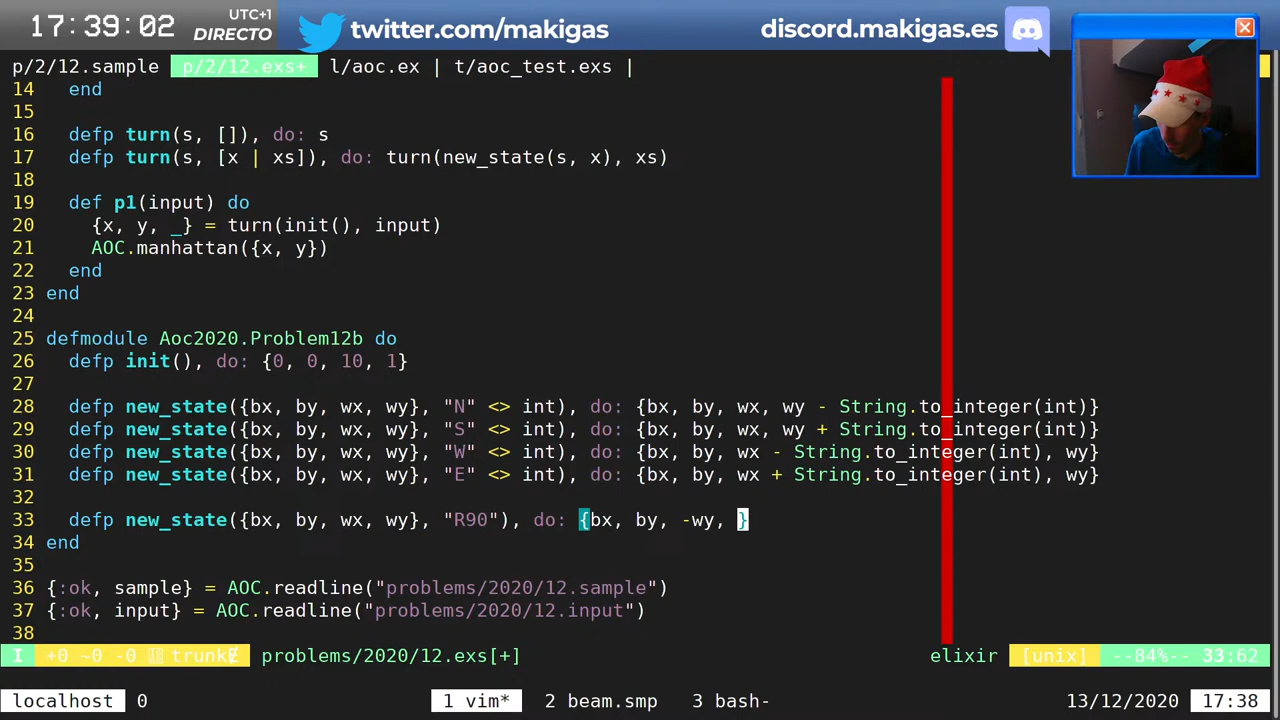 17:39:02
UTC+1
DIRECTO
twitter.com/makigas
discord.makigas.es
p/2/12.sample p/2/12.exs+ l/aoc.ex | t/aoc_test.exs |
14 end
15
16 defp turn(s, []), do: s
17 defp turn(s, [x | xs]), do: turn(new_state(s, x), xs)
18
19 def p1(input) do
20 {x, y, _} = turn(init(), input)
21 AOC.manhattan({x, y})
22 end
23 end
24
25 defmodule Aoc2020.Problem12b do
26 defp init(), do: {0, 0, 10, 1}
27
28 defp new_state({bx, by, wx, wy}, "N" <> int), do: {bx, by, wx, wy - String.to_integer(int)}
29 defp new_state({bx, by, wx, wy}, "S" <> int), do: {bx, by, wx, wy + String.to_integer(int)}
30 defp new_state({bx, by, wx, wy}, "W" <> int), do: {bx, by, wx - String.to_integer(int), wy}
31 defp new_state({bx, by, wx, wy}, "E" <> int), do: {bx, by, wx + String.to_integer(int), wy}
32
33 defp new_state({bx, by, wx, wy}, "R90"), do: {bx, by, -wy, }
34 end
35
36 {:ok, sample} = AOC.readline("problems/2020/12.sample")
37 {:ok, input} = AOC.readline("problems/2020/12.input")
38
I +0 ~0 -0 problems/2020/12.exs[+] elixir [unix] --84%-- 33:62
localhost 0 1 vim* 2 beam.smp 3 bash- 13/12/2020 17:38